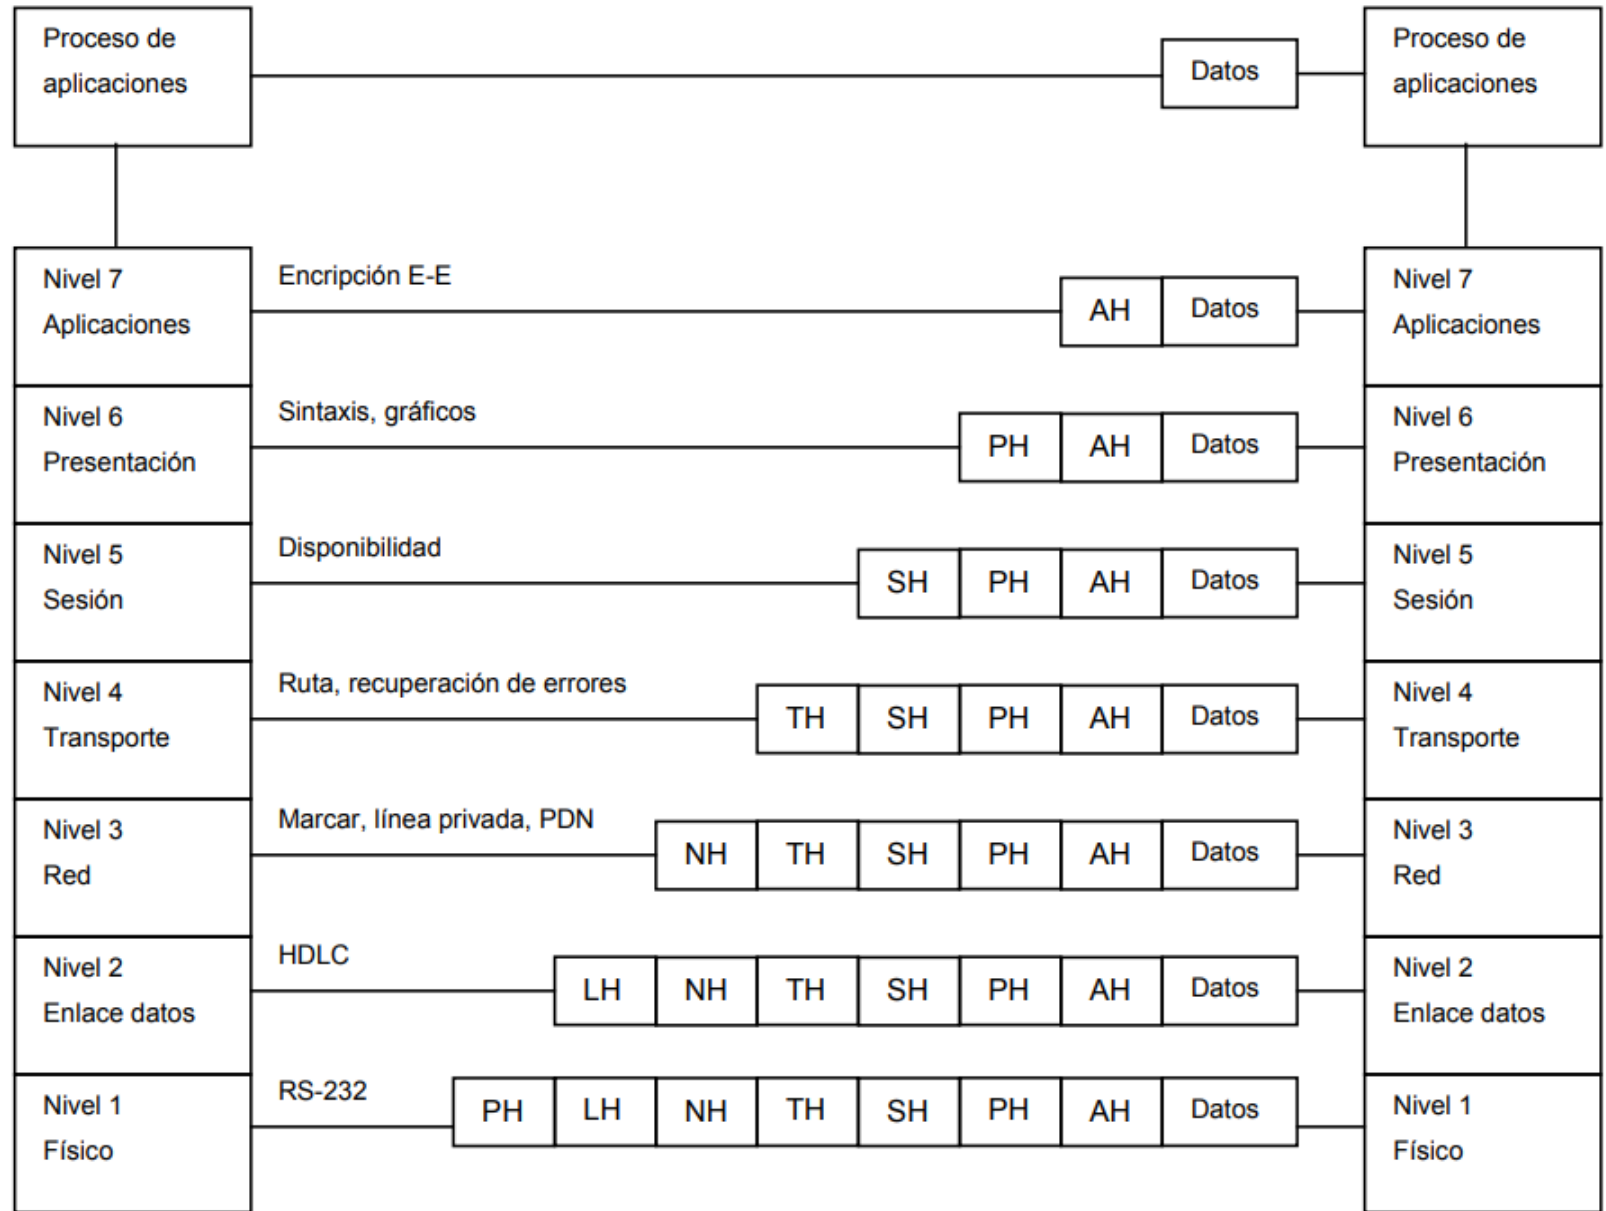 Proceso de
aplicaciones
Datos
Proceso de
aplicaciones
Nivel 7
Aplicaciones
Encripción E-E
AH Datos
Nivel 7
Aplicaciones
Nivel 6
Presentación
Sintaxis, gráficos
PH AH Datos
Nivel 6
Presentación
Nivel 5
Sesión
Disponibilidad
SH PH AH Datos
Nivel 5
Sesión
Nivel 4
Transporte
Ruta, recuperación de errores
TH SH PH AH Datos
Nivel 4
Transporte
Nivel 3
Red
Marcar, línea privada, PDN
NH TH SH PH AH Datos
Nivel 3
Red
Nivel 2
Enlace datos
HDLC
LH NH TH SH PH AH Datos
Nivel 2
Enlace datos
Nivel 1
Físico
RS-232
PH LH NH TH SH PH AH Datos
Nivel 1
Físico